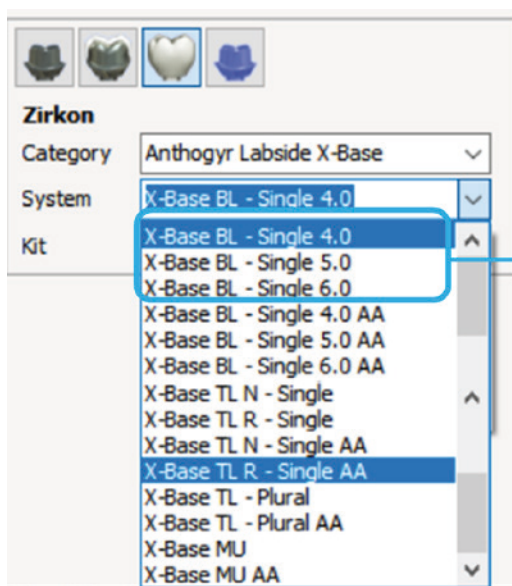 Zirkon
Category Anthogyr Labside X-Base
System X-Base BL - Single 4.0
Kit X-Base BL - Single 4.0
X-Base BL - Single 5.0
X-Base BL - Single 6.0
X-Base BL - Single 4.0 AA
X-Base BL - Single 5.0 AA
X-Base BL - Single 6.0 AA
X-Base TL N - Single
X-Base TL R - Single
X-Base TL N - Single AA
X-Base TL R - Single AA
X-Base TL - Plural
X-Base TL - Plural AA
X-Base MU
X-Base MU AA